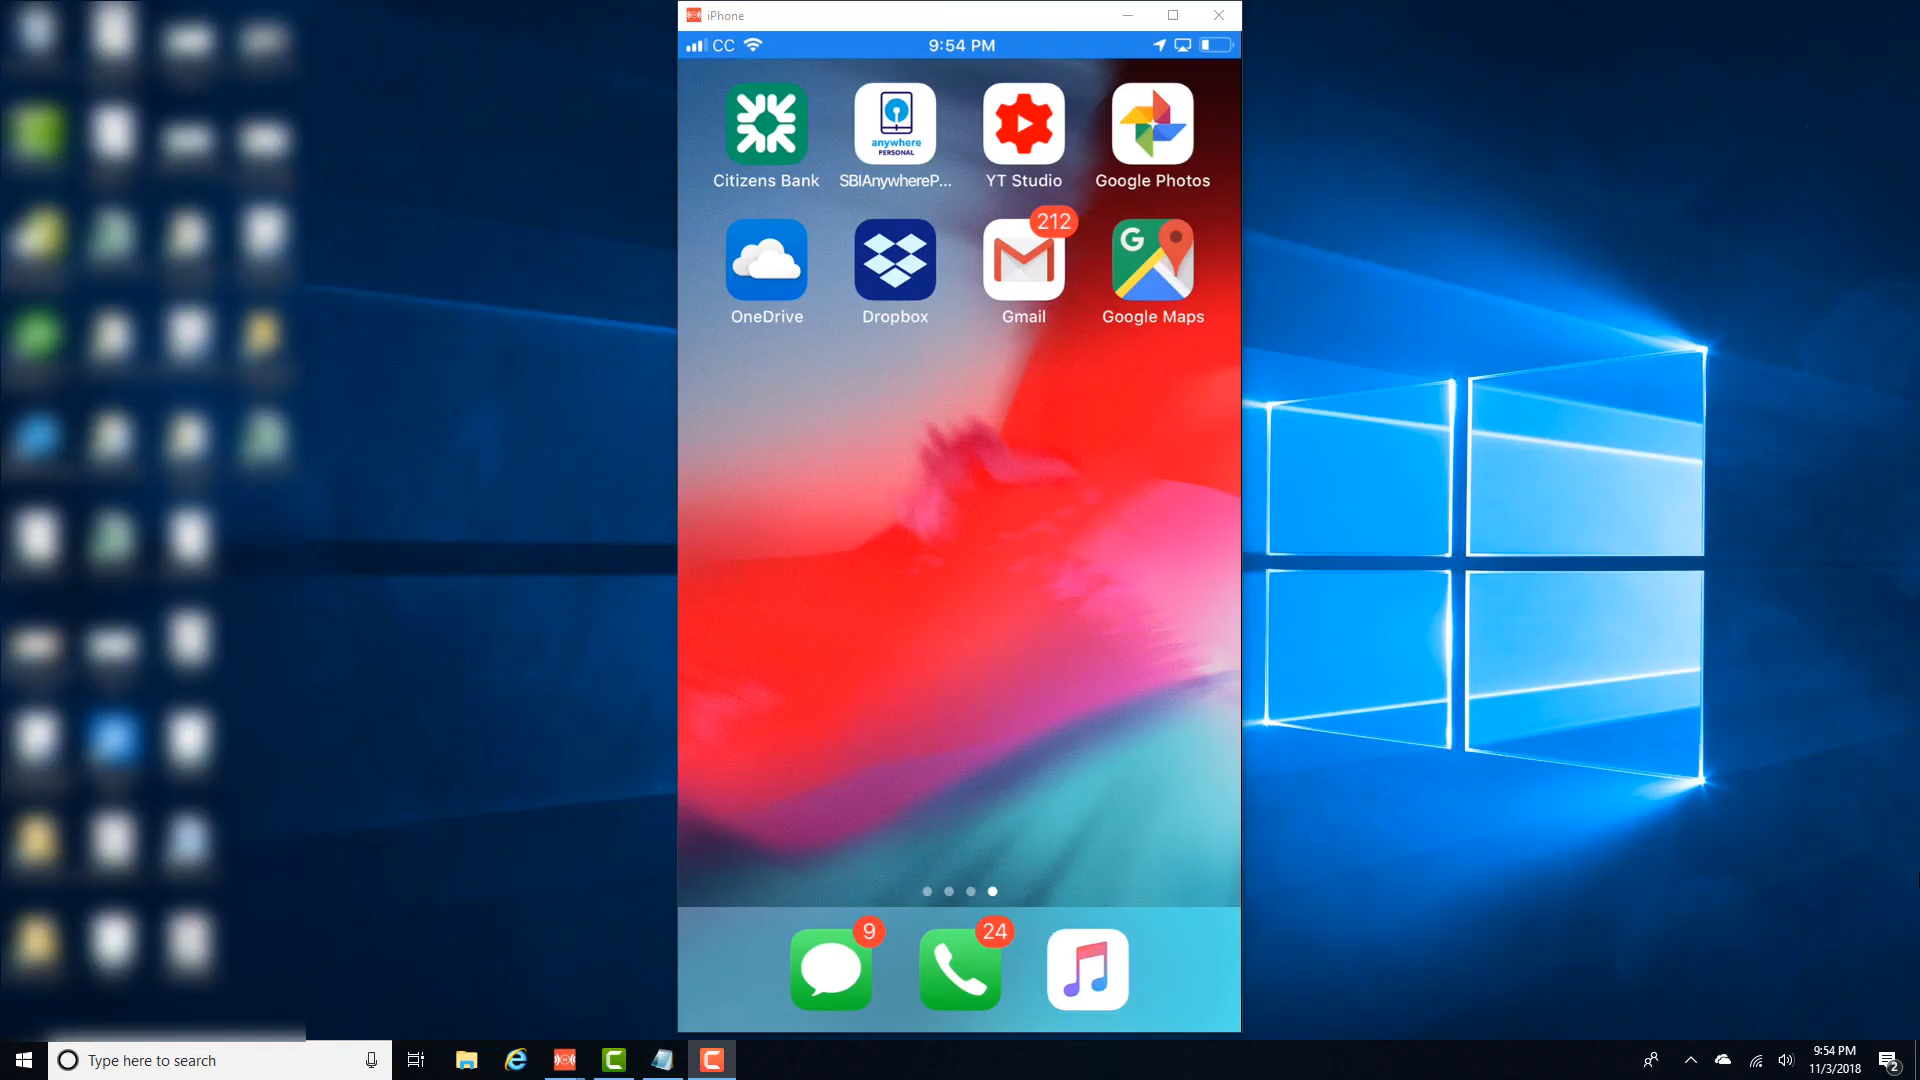 iPhone
CC 9:54 PM
anywhere
PERSONAL
Citizens Bank SBIAnywhereP... YT Studio Google Photos
212
G
OneDrive Dropbox Gmail Google Maps
9 24
Type here to search
9:54 PM
11/3/2018
2